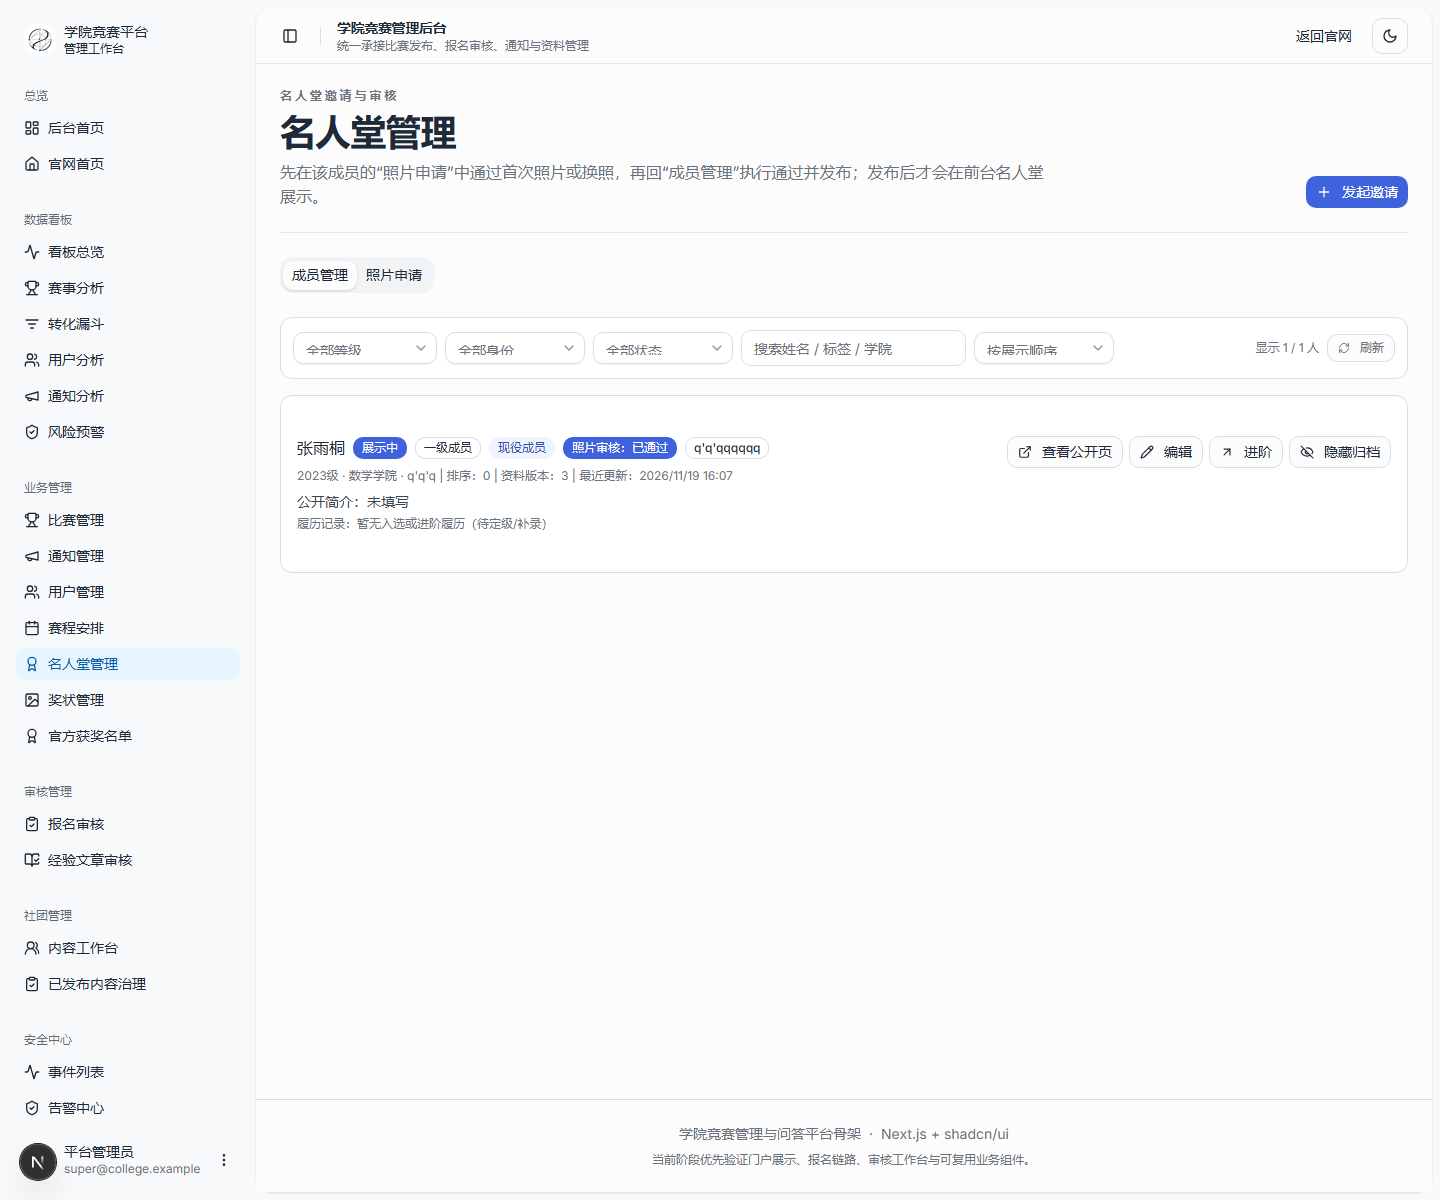 学院竞赛平台
管理工作台
总览
后台首页
官网首页
数据看板
看板总览
赛事分析
转化漏斗
用户分析
通知分析
风险预警
业务管理
比赛管理
通知管理
用户管理
赛程安排
名人堂管理
奖状管理
官方获奖名单
审核管理
报名审核
经验文章审核
社团管理
内容工作台
已发布内容治理
安全中心
事件列表
告警中心
N
平台管理员
super@college.example
学院竞赛管理后台
统一承接比赛发布、报名审核、通知与资料管理
返回官网
名人堂邀请与审核
名人堂管理
先在该成员的“照片申请”中通过首次照片或换照，再回“成员管理”执行通过并发布；发布后才会在前台名人堂
展示。
发起邀请
成员管理 照片申请
全部等级 全部身份 全部状态 搜索姓名 / 标签 / 学院 按展示顺序 显示 1 / 1 人 刷新
张雨桐 展示中 一级成员 现役成员 照片审核：已通过 q'q'qqqqqq
查看公开页 编辑 进阶 隐藏归档
2023级 · 数学学院 · q'q'q | 排序：0 | 资料版本：3 | 最近更新：2026/11/19 16:07
公开简介：未填写
履历记录：暂无入选或进阶履历（待定级/补录）
学院竞赛管理与问答平台骨架 · Next.js + shadcn/ui
当前阶段优先验证门户展示、报名链路、审核工作台与可复用业务组件。